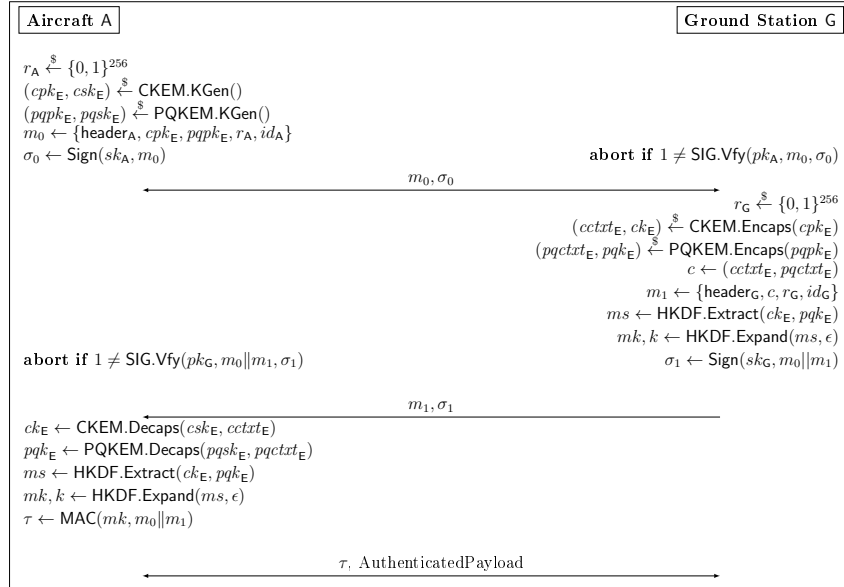 Aircraft A
Ground Station G
r_A ←$ {0, 1}^256
(cpk_E, csk_E) ←$ CKEM.KGen()
(pqpk_E, pqsk_E) ←$ PQKEM.KGen()
m_0 ← {header_A, cpk_E, pqpk_E, r_A, id_A}
σ_0 ← Sign(sk_A, m_0)
abort if 1 ≠ SIG.Vfy(pk_A, m_0, σ_0)
m_0, σ_0
r_G ←$ {0, 1}^256
(cctxt_E, ck_E) ←$ CKEM.Encaps(cpk_E)
(pqctxt_E, pqk_E) ←$ PQKEM.Encaps(pqpk_E)
c ← (cctxt_E, pqctxt_E)
m_1 ← {header_G, c, r_G, id_G}
ms ← HKDF.Extract(ck_E, pqk_E)
mk, k ← HKDF.Expand(ms, ϵ)
abort if 1 ≠ SIG.Vfy(pk_G, m_0‖m_1, σ_1)
σ_1 ← Sign(sk_G, m_0||m_1)
m_1, σ_1
ck_E ← CKEM.Decaps(csk_E, cctxt_E)
pqk_E ← PQKEM.Decaps(pqsk_E, pqctxt_E)
ms ← HKDF.Extract(ck_E, pqk_E)
mk, k ← HKDF.Expand(ms, ϵ)
τ ← MAC(mk, m_0‖m_1)
τ, AuthenticatedPayload